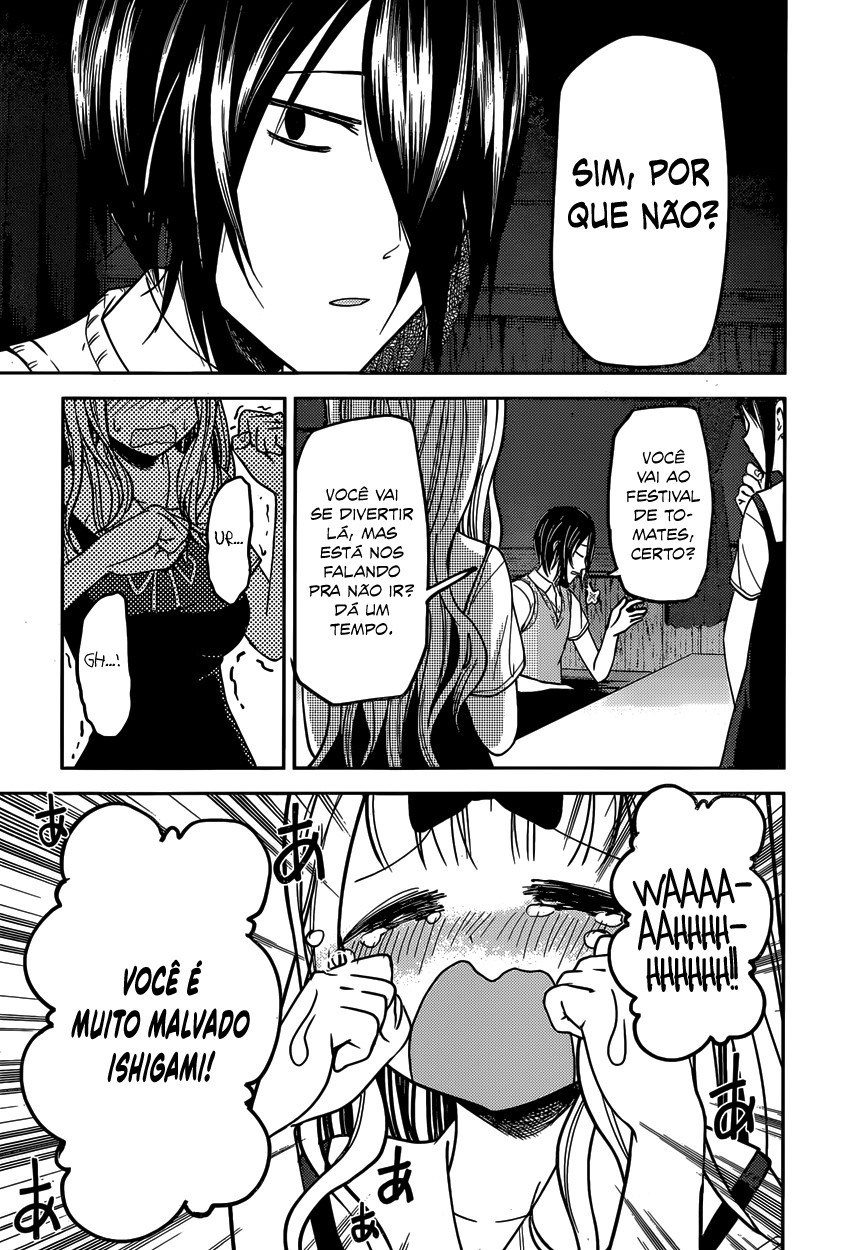 SIM, POR
QUE NÃO?
VOCÊ
VAI AO
FESTIVAL
DE TO-
MATES,
CERTO?
VOCÊ VAI
SE DIVERTIR
LÁ, MAS
ESTÁ NOS
FALANDO
PRA NÃO IR?
DÁ UM
TEMPO.
UR...
GH...!
WAAAA-
AAHHHH-
HHHHHH!!
あ
あ
あ
あ
あ
あ
VOCÊ É
MUITO MALVADO
ISHIGAMI!